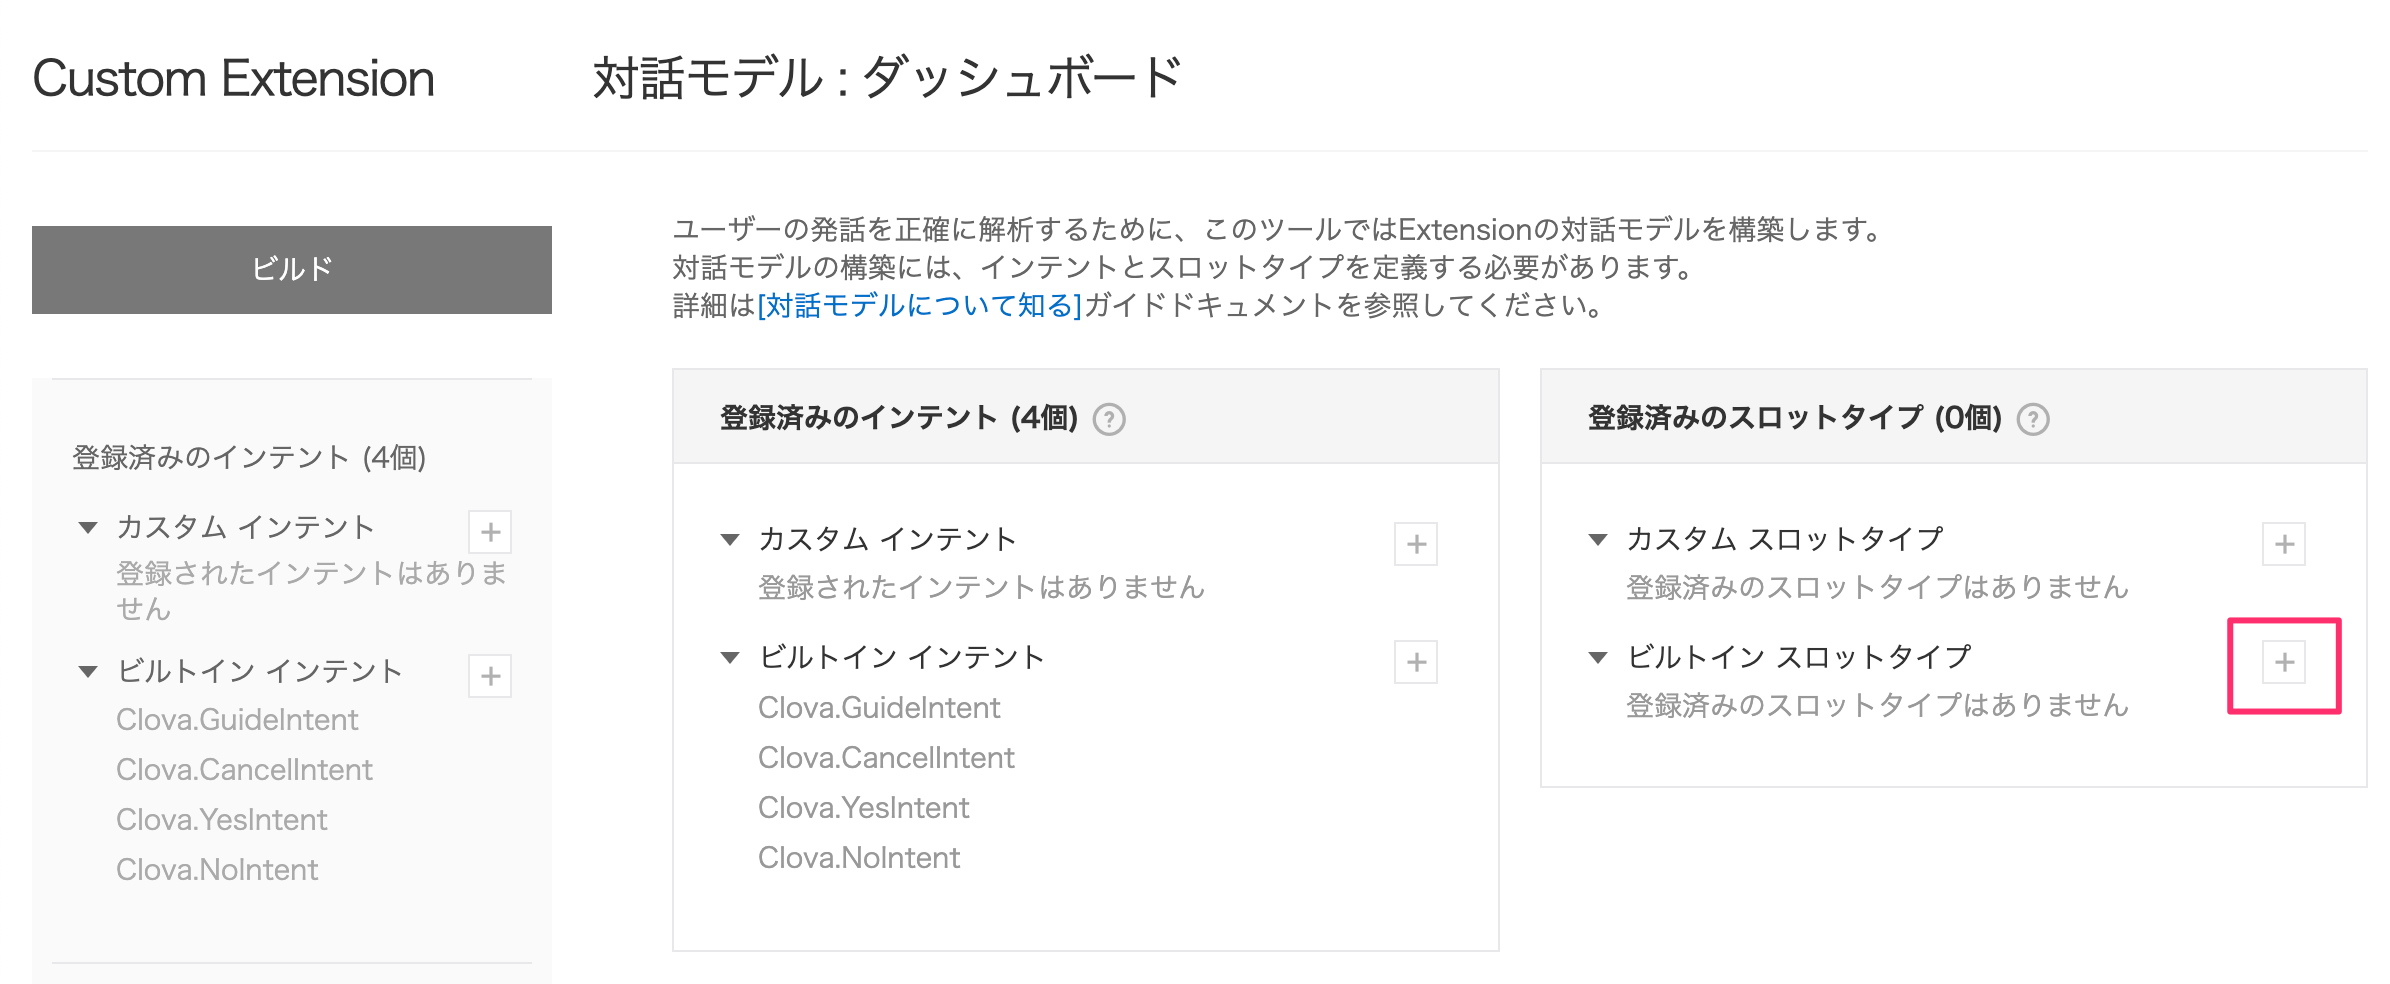 Custom Extension
対話モデル : ダッシュボード
ビルド
登録済みのインテント (4個)
カスタム インテント
登録されたインテントはありま
せん
ビルトイン インテント
Clova.GuideIntent
Clova.CancelIntent
Clova.YesIntent
Clova.NoIntent
ユーザーの発話を正確に解析するために、このツールではExtensionの対話モデルを構築します。
対話モデルの構築には、インテントとスロットタイプを定義する必要があります。
詳細は[対話モデルについて知る]ガイドドキュメントを参照してください。
登録済みのインテント (4個) ?
カスタム インテント
登録されたインテントはありません
ビルトイン インテント
Clova.GuideIntent
Clova.CancelIntent
Clova.YesIntent
Clova.NoIntent
登録済みのスロットタイプ (0個) ?
カスタム スロットタイプ
登録済みのスロットタイプはありません
ビルトイン スロットタイプ
登録済みのスロットタイプはありません